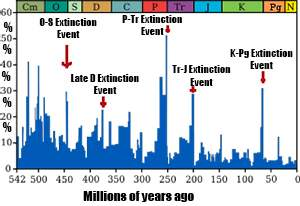 Cm O S D C P Tr J K Pg N
60
%
50
%
40
%
30
%
20
%
10
0
O-S Extinction
Event
P-Tr Extinction
Event
Late D Extinction
Event
Tr-J Extinction
Event
K-Pg Extinction
Event
542 500 450 400 350 300 250 200 150 100 50 0
Millions of years ago